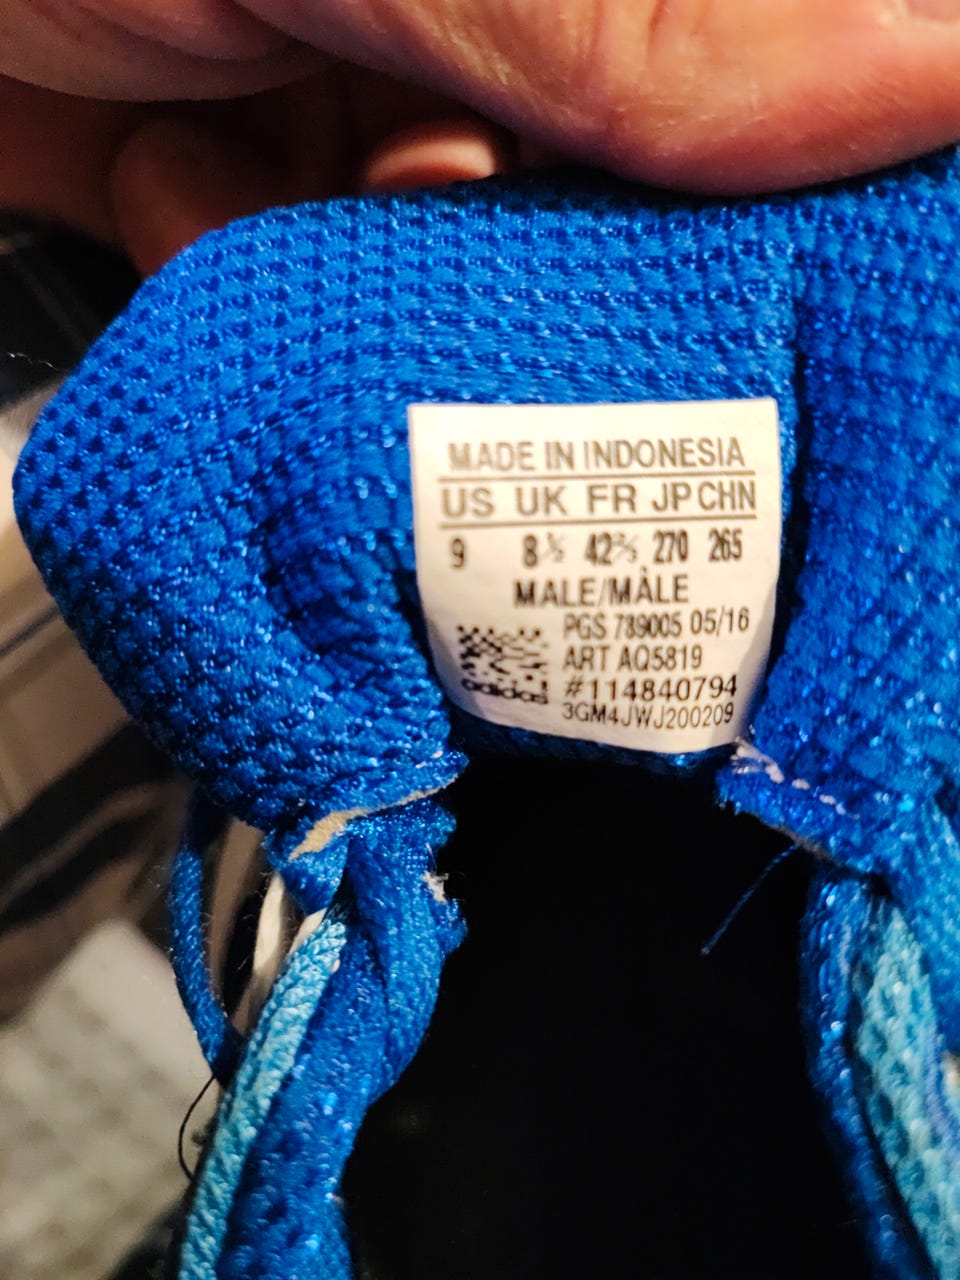 MADE IN INDONESIA
US UK FR JP CHN
9 8½ 42⅔ 270 265
MALE/MÂLE
PGS 789005 05/16
ART AQ5819
#114840794
3GM4JWJ200209
adidas